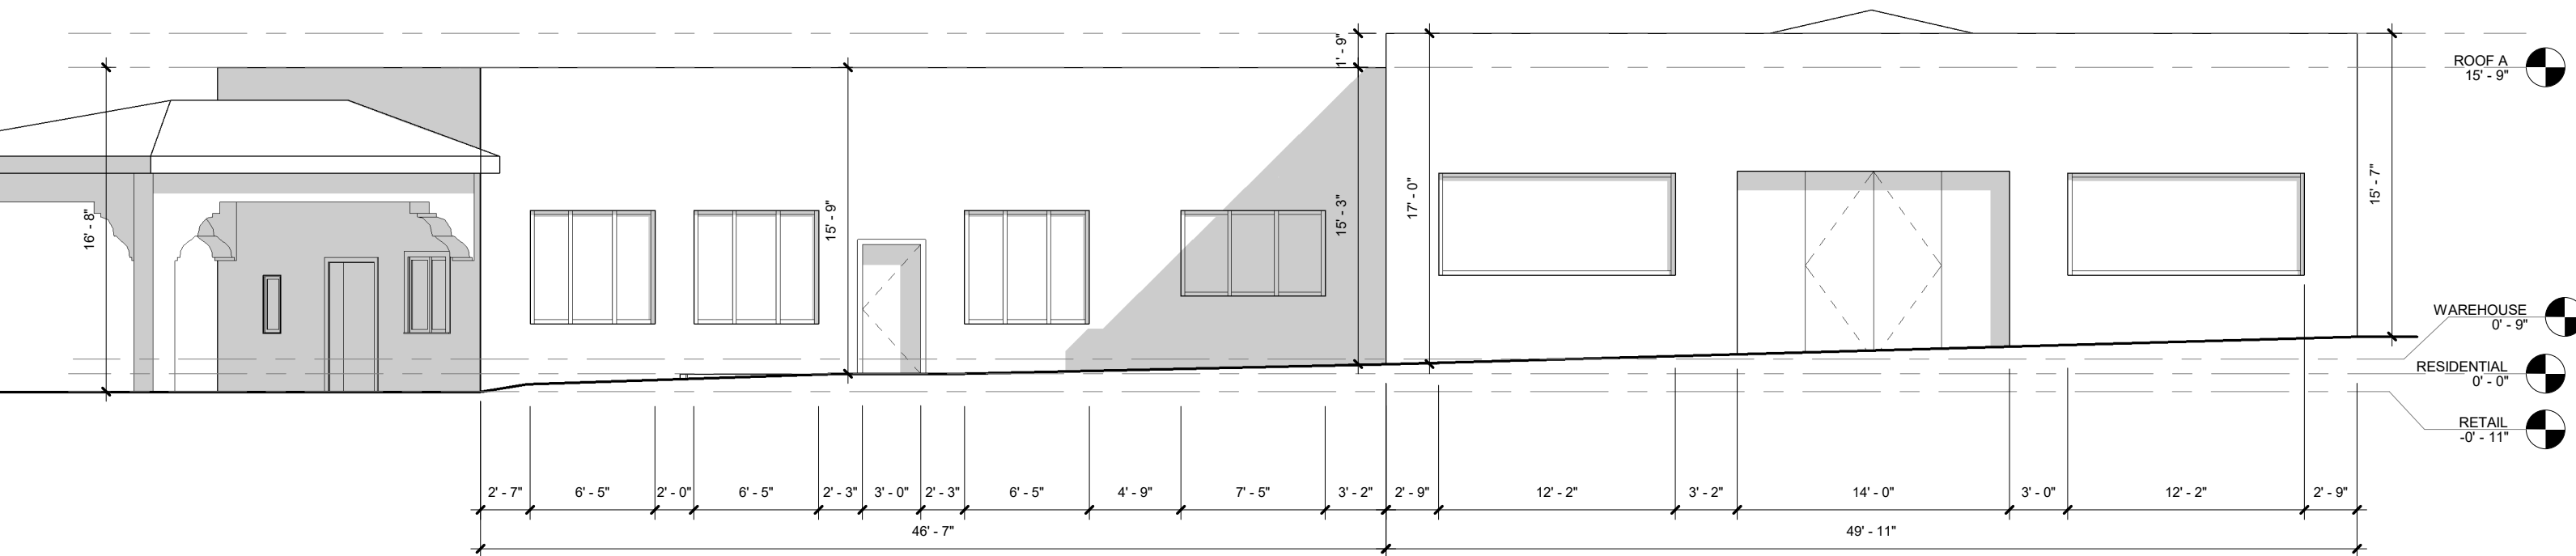 1' - 9"
ROOF A
15' - 9"
16' - 8"
15' - 9"
15' - 3"
17' - 0"
15' - 7"
WAREHOUSE
0' - 9"
RESIDENTIAL
0' - 0"
RETAIL
-0' - 11"
2' - 7"
6' - 5"
2' - 0"
6' - 5"
2' - 3"
3' - 0"
2' - 3"
6' - 5"
4' - 9"
7' - 5"
3' - 2"
2' - 9"
12' - 2"
3' - 2"
14' - 0"
3' - 0"
12' - 2"
2' - 9"
46' - 7"
49' - 11"